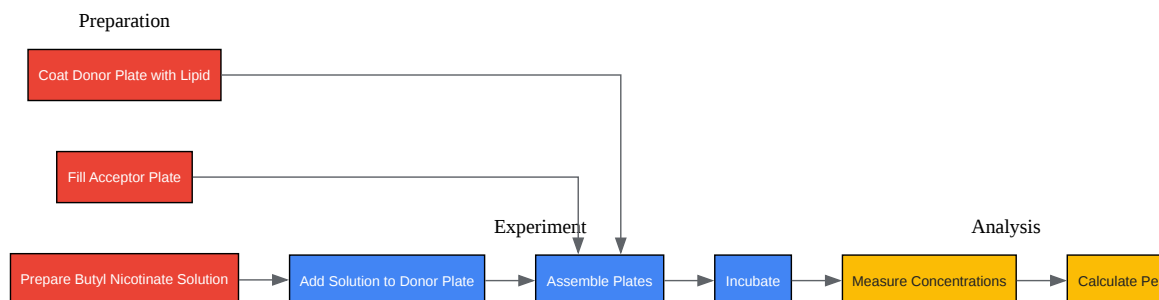 Preparation
Coat Donor Plate with Lipid
Fill Acceptor Plate
Experiment
Analysis
Prepare Butyl Nicotinate Solution
Add Solution to Donor Plate
Assemble Plates
Incubate
Measure Concentrations
Calculate